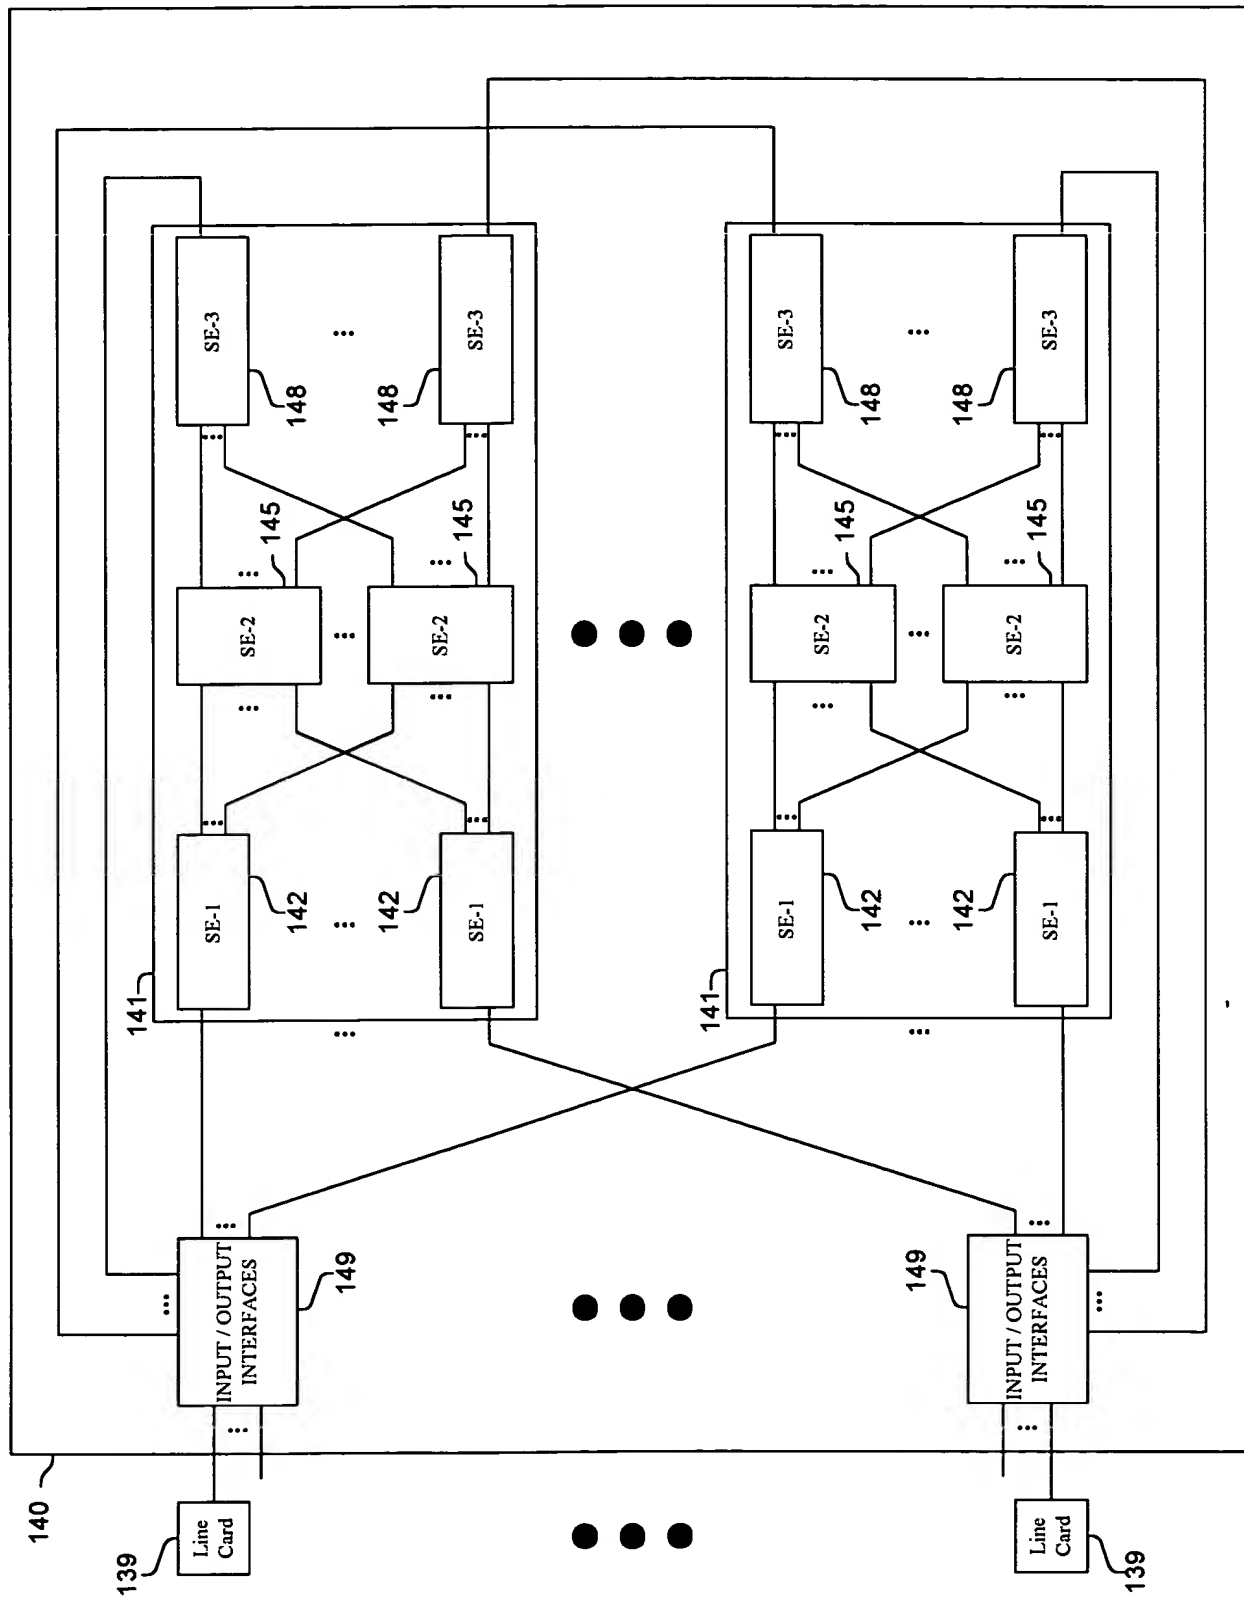 140
139
141
Line
Card
INPUT / OUTPUT
INTERFACES
SE-1
SE-2
SE-3
142
145
148
149
142
148
SE-1
SE-2
145
SE-3
141
SE-1
SE-2
SE-3
142
145
148
149
142
148
Line
Card
INPUT / OUTPUT
INTERFACES
SE-1
SE-2
145
SE-3
139